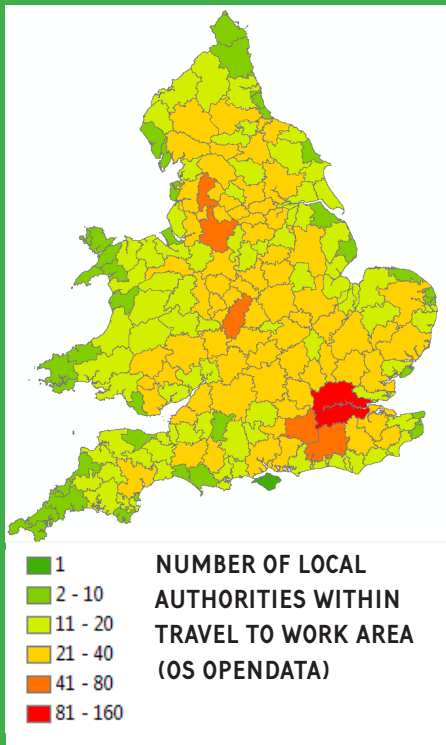 1
2 - 10
11 - 20
21 - 40
41 - 80
81 - 160
NUMBER OF LOCAL
AUTHORITIES WITHIN
TRAVEL TO WORK AREA
(OS OPENDATA)